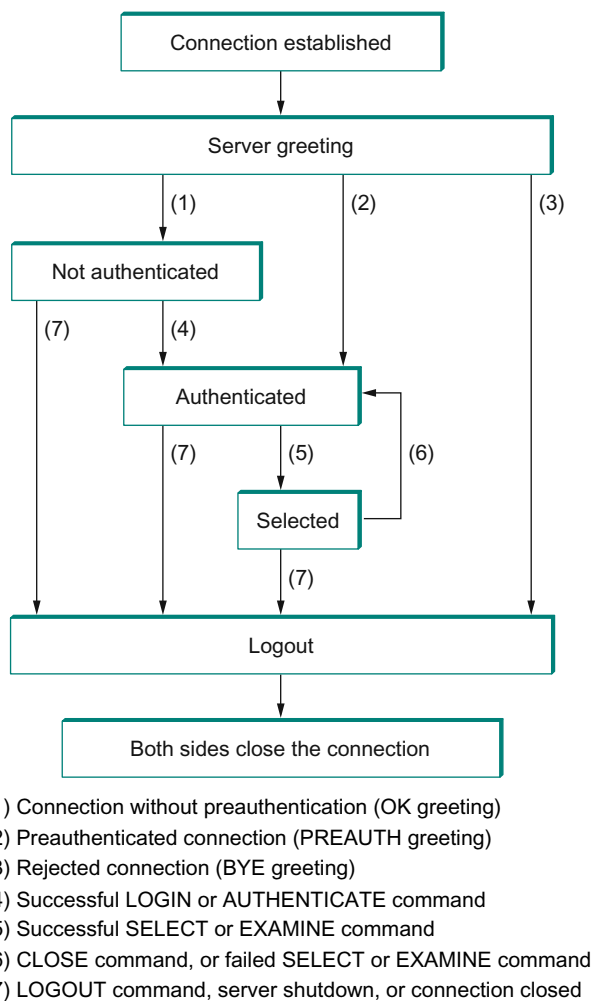 Connection established
Server greeting
(1)
(2)
(3)
Not authenticated
(7)
(4)
Authenticated
(7)
(5)
(6)
Selected
(7)
Logout
Both sides close the connection
) Connection without preauthentication (OK greeting)
2) Preauthenticated connection (PREAUTH greeting)
3) Rejected connection (BYE greeting)
4) Successful LOGIN or AUTHENTICATE command
5) Successful SELECT or EXAMINE command
6) CLOSE command, or failed SELECT or EXAMINE command
7) LOGOUT command, server shutdown, or connection closed